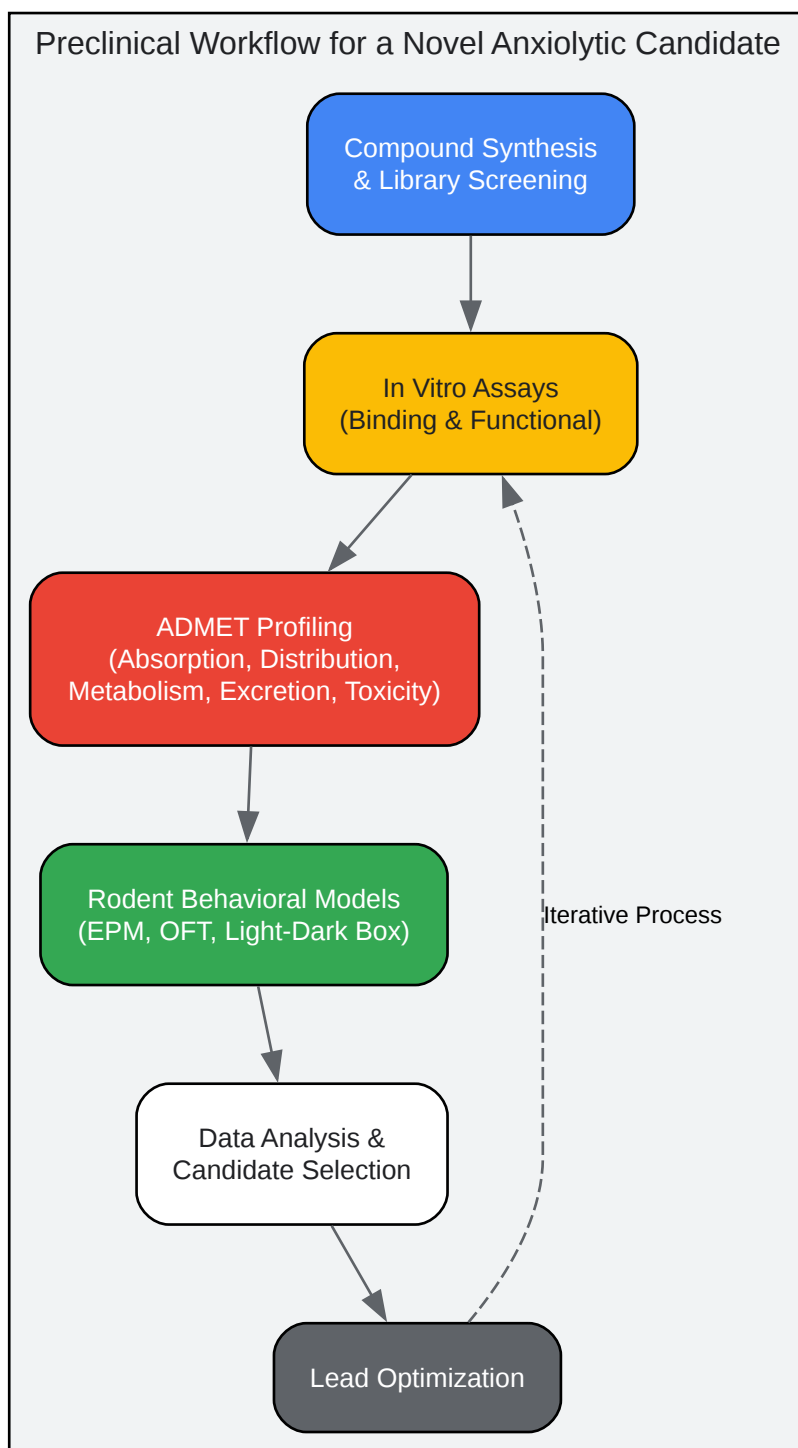 Preclinical Workflow for a Novel Anxiolytic Candidate
Compound Synthesis
& Library Screening
In Vitro Assays
(Binding & Functional)
ADMET Profiling
(Absorption, Distribution,
Metabolism, Excretion, Toxicity)
Rodent Behavioral Models
(EPM, OFT, Light-Dark Box)
Iterative Process
Data Analysis &
Candidate Selection
Lead Optimization